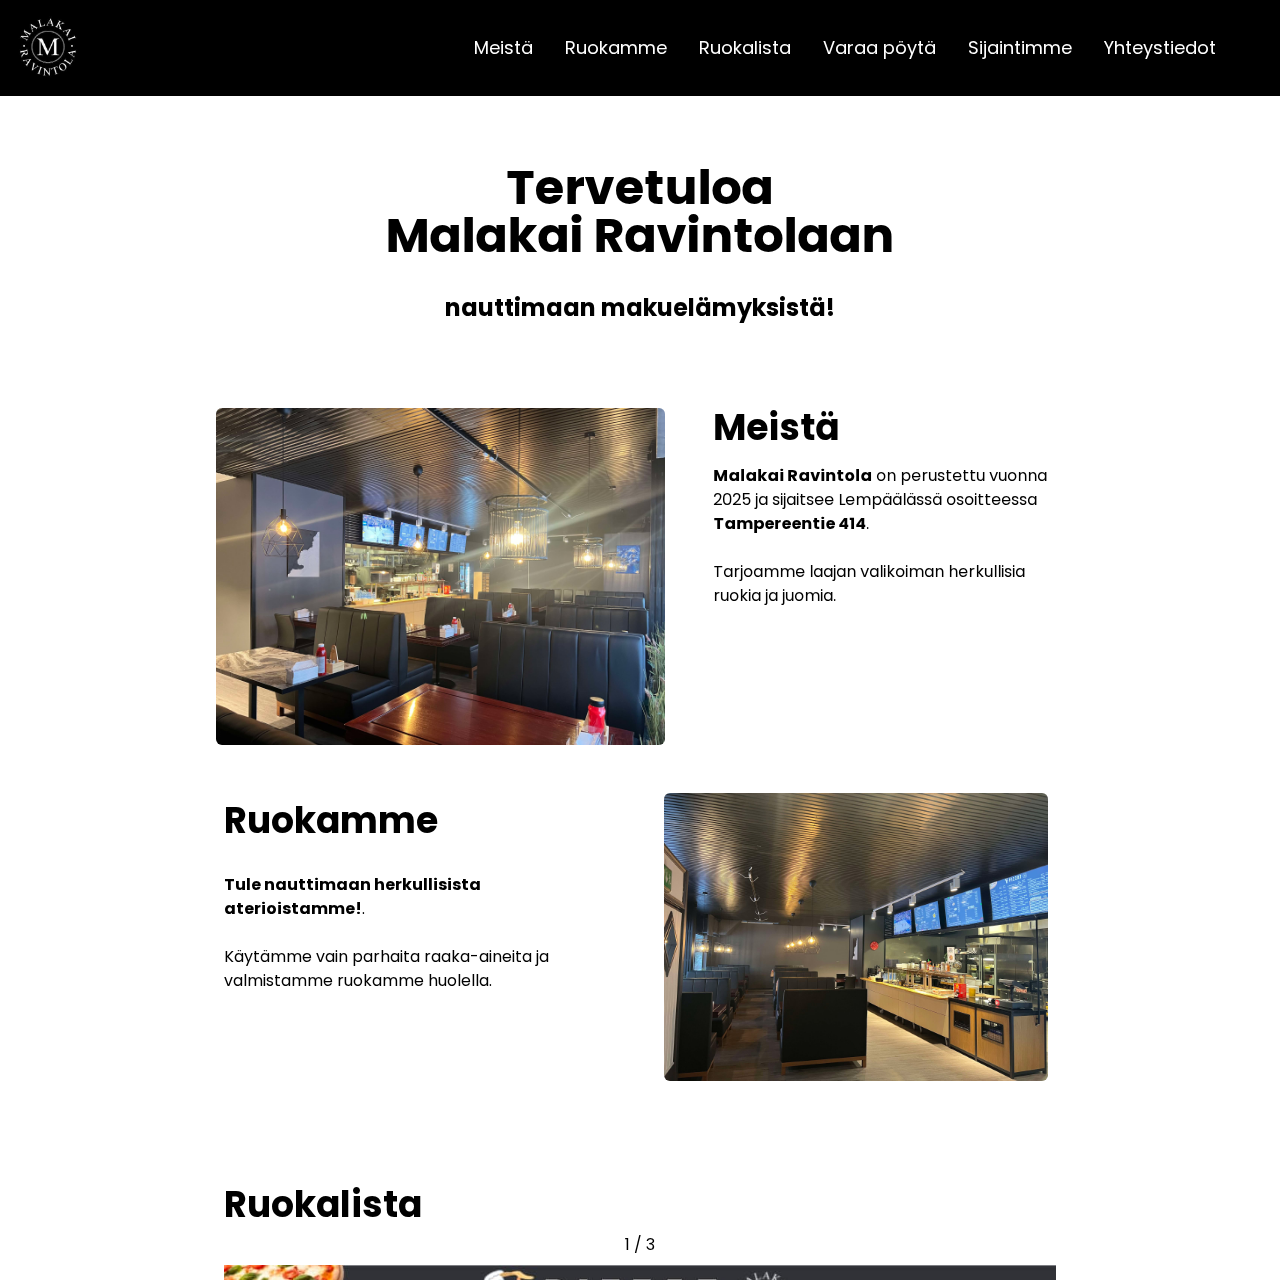 MALAKAI
M
RAVINTOLA
Meistä Ruokamme Ruokalista Varaa pöytä Sijaintimme Yhteystiedot
Tervetuloa
Malakai Ravintolaan
nauttimaan makuelämyksistä!
Meistä
Malakai Ravintola on perustettu vuonna
2025 ja sijaitsee Lempäälässä osoitteessa
Tampereentie 414.
Tarjoamme laajan valikoiman herkullisia
ruokia ja juomia.
Ruokamme
Tule nauttimaan herkullisista
aterioistamme!.
Käytämme vain parhaita raaka-aineita ja
valmistamme ruokamme huolella.
Ruokalista
1 / 3